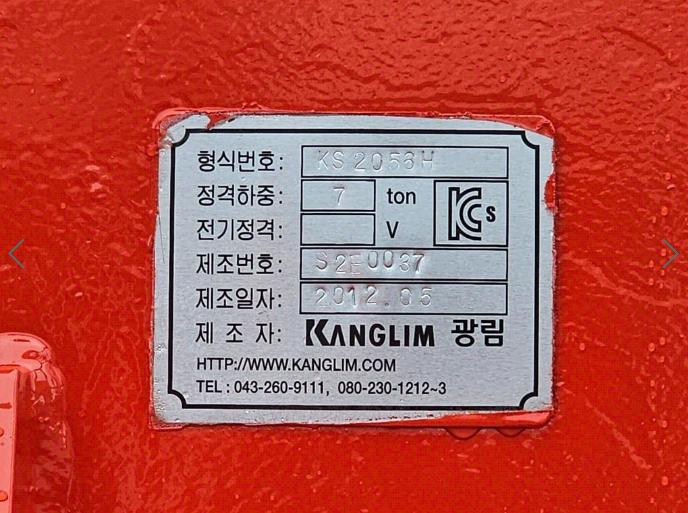 형식번호: KS2056H
정격하중: 7 ton
전기정격: V
제조번호: S2E0037
제조일자: 2012.05
제 조 자: KANGLIM 광림
HTTP://WWW.KANGLIM.COM
TEL : 043-260-9111, 080-230-1212~3
KCs